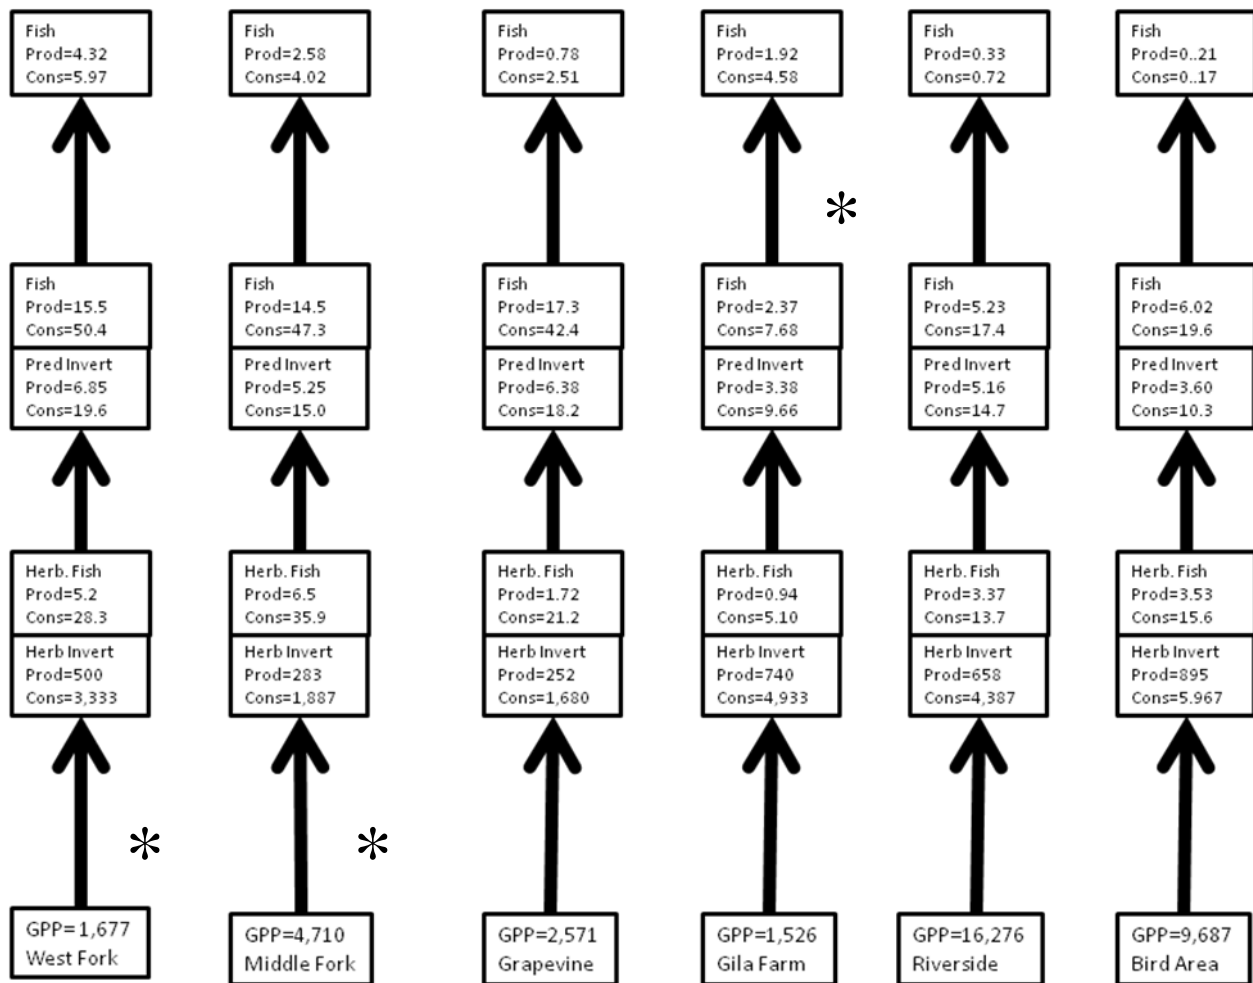 Fish
Prod=4.32
Cons=5.97
Fish
Prod=2.58
Cons=4.02
Fish
Prod=0.78
Cons=2.51
Fish
Prod=1.92
Cons=4.58
Fish
Prod=0.33
Cons=0.72
Fish
Prod=0..21
Cons=0..17
*
Fish
Prod=15.5
Cons=50.4
Fish
Prod=14.5
Cons=47.3
Fish
Prod=17.3
Cons=42.4
Fish
Prod=2.37
Cons=7.68
Fish
Prod=5.23
Cons=17.4
Fish
Prod=6.02
Cons=19.6
Pred Invert
Prod=6.85
Cons=19.6
Pred Invert
Prod=5.25
Cons=15.0
Pred Invert
Prod=6.38
Cons=18.2
Pred Invert
Prod=3.38
Cons=9.66
Pred Invert
Prod=5.16
Cons=14.7
Pred Invert
Prod=3.60
Cons=10.3
Herb. Fish
Prod=5.2
Cons=28.3
Herb. Fish
Prod=6.5
Cons=35.9
Herb. Fish
Prod=1.72
Cons=21.2
Herb. Fish
Prod=0.94
Cons=5.10
Herb. Fish
Prod=3.37
Cons=13.7
Herb. Fish
Prod=3.53
Cons=15.6
Herb Invert
Prod=500
Cons=3,333
Herb Invert
Prod=283
Cons=1,887
Herb Invert
Prod=252
Cons=1,680
Herb Invert
Prod=740
Cons=4,933
Herb Invert
Prod=658
Cons=4,387
Herb Invert
Prod=895
Cons=5.967
*
*
GPP= 1,677
West Fork
GPP=4,710
Middle Fork
GPP=2,571
Grapevine
GPP=1,526
Gila Farm
GPP=16,276
Riverside
GPP=9,687
Bird Area